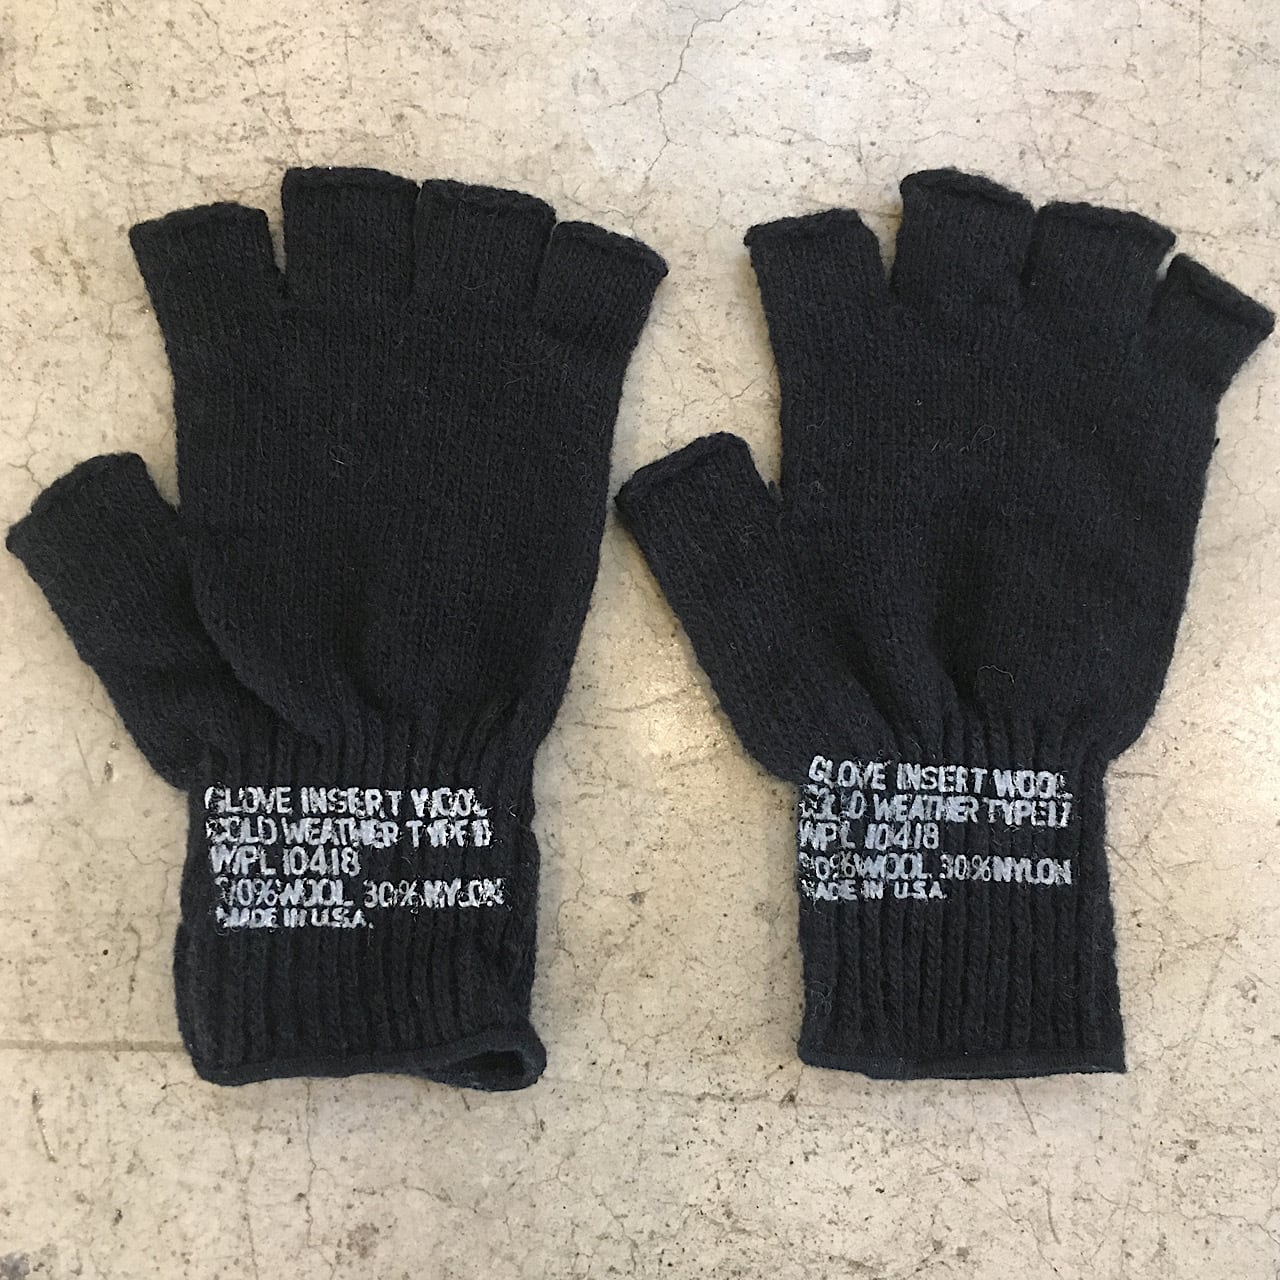 GLOVE INSERT WOOL
COLD WEATHER TYPE II
WPL 10418
70% WOOL 30% NYLON
MADE IN U.S.A.
GLOVE INSERT WOOL
COLD WEATHER TYPE II
WPL 10418
70% WOOL 30% NYLON
MADE IN U.S.A.